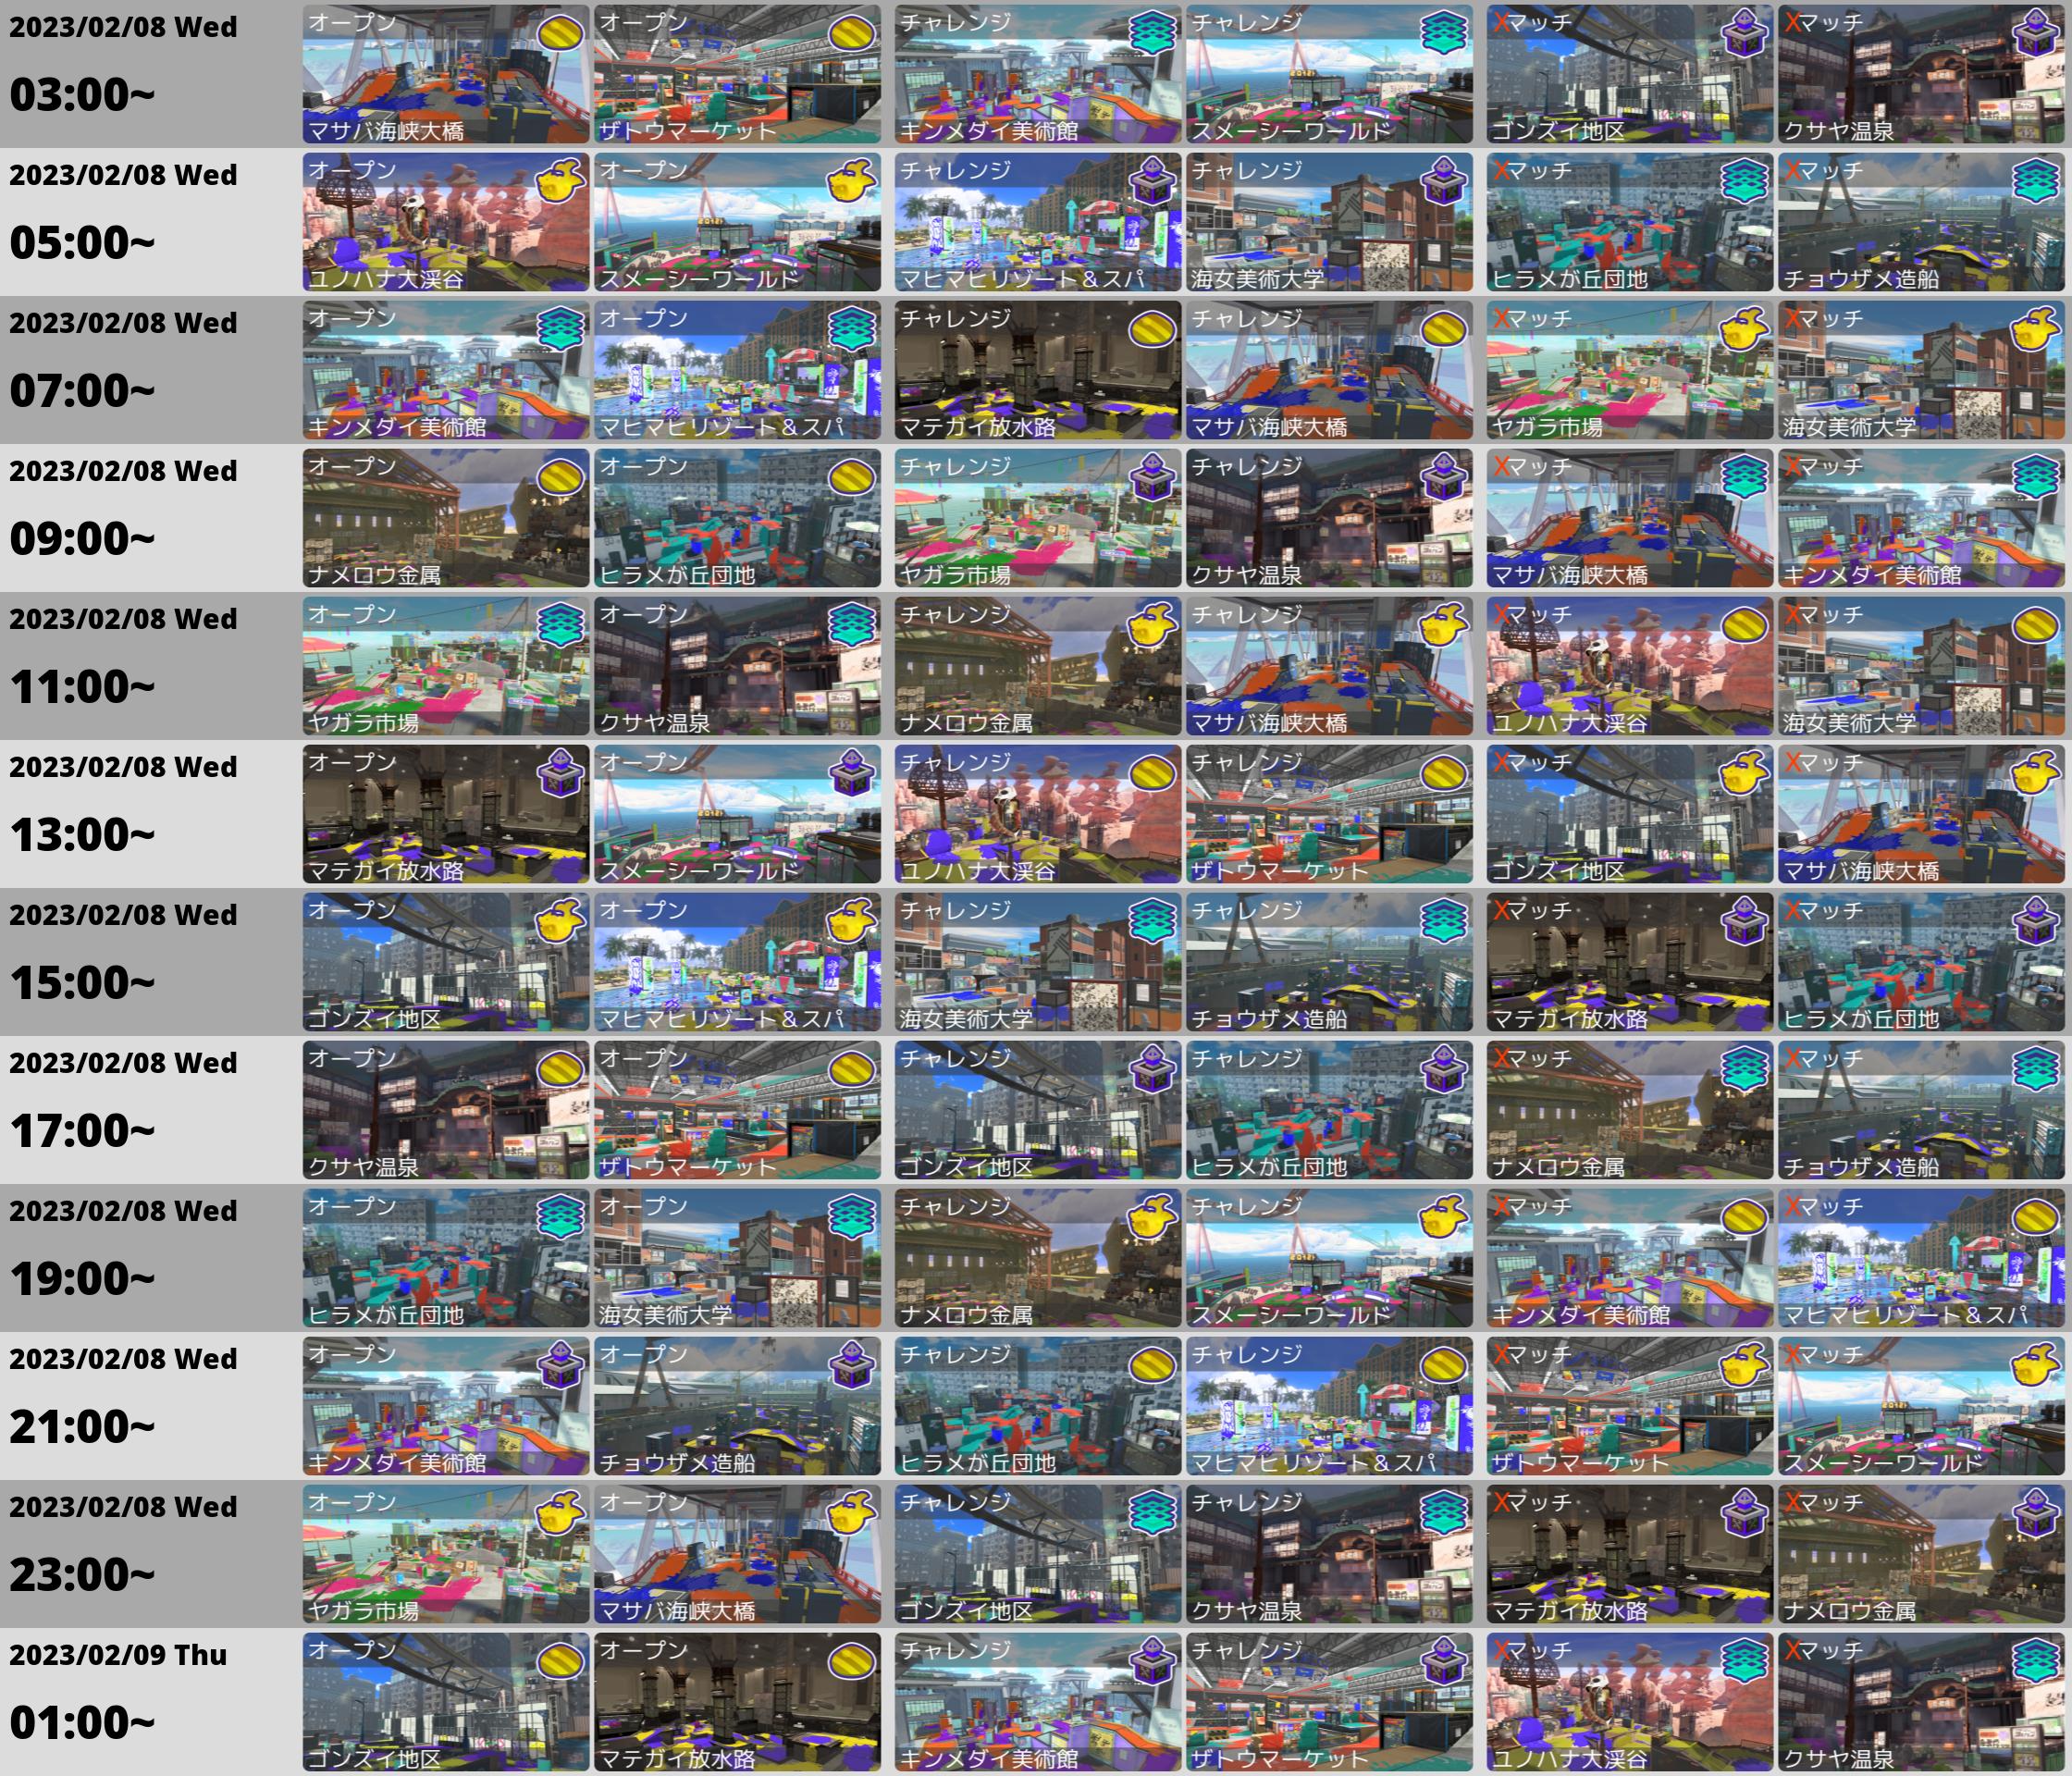 2023/02/08 Wed
03:00~
オープン オープン チャレンジ チャレンジ Xマッチ Xマッチ
マサバ海峡大橋 ザトウマーケット キンメダイ美術館 スメーシーワールド ゴンズイ地区 クサヤ温泉
2023/02/08 Wed
05:00~
オープン オープン チャレンジ チャレンジ Xマッチ Xマッチ
ユノハナ大渓谷 スメーシーワールド マヒマヒリゾート&スパ 海女美術大学 ヒラメが丘団地 チョウザメ造船
2023/02/08 Wed
07:00~
オープン オープン チャレンジ チャレンジ Xマッチ Xマッチ
キンメダイ美術館 マヒマヒリゾート&スパ マテガイ放水路 マサバ海峡大橋 ヤガラ市場 海女美術大学
2023/02/08 Wed
09:00~
オープン オープン チャレンジ チャレンジ Xマッチ Xマッチ
ナメロウ金属 ヒラメが丘団地 ヤガラ市場 クサヤ温泉 マサバ海峡大橋 キンメダイ美術館
2023/02/08 Wed
11:00~
オープン オープン チャレンジ チャレンジ Xマッチ Xマッチ
ヤガラ市場 クサヤ温泉 ナメロウ金属 マサバ海峡大橋 ユノハナ大渓谷 海女美術大学
2023/02/08 Wed
13:00~
オープン オープン チャレンジ チャレンジ Xマッチ Xマッチ
マテガイ放水路 スメーシーワールド ユノハナ大渓谷 ザトウマーケット ゴンズイ地区 マサバ海峡大橋
2023/02/08 Wed
15:00~
オープン オープン チャレンジ チャレンジ Xマッチ Xマッチ
ゴンズイ地区 マヒマヒリゾート&スパ 海女美術大学 チョウザメ造船 マテガイ放水路 ヒラメが丘団地
2023/02/08 Wed
17:00~
オープン オープン チャレンジ チャレンジ Xマッチ Xマッチ
クサヤ温泉 ザトウマーケット ゴンズイ地区 ヒラメが丘団地 ナメロウ金属 チョウザメ造船
2023/02/08 Wed
19:00~
オープン オープン チャレンジ チャレンジ Xマッチ Xマッチ
ヒラメが丘団地 海女美術大学 ナメロウ金属 スメーシーワールド キンメダイ美術館 マヒマヒリゾート&スパ
2023/02/08 Wed
21:00~
オープン オープン チャレンジ チャレンジ Xマッチ Xマッチ
キンメダイ美術館 チョウザメ造船 ヒラメが丘団地 マヒマヒリゾート&スパ ザトウマーケット スメーシーワールド
2023/02/08 Wed
23:00~
オープン オープン チャレンジ チャレンジ Xマッチ Xマッチ
ヤガラ市場 マサバ海峡大橋 ゴンズイ地区 クサヤ温泉 マテガイ放水路 ナメロウ金属
2023/02/09 Thu
01:00~
オープン オープン チャレンジ チャレンジ Xマッチ Xマッチ
ゴンズイ地区 マテガイ放水路 キンメダイ美術館 ザトウマーケット ユノハナ大渓谷 クサヤ温泉